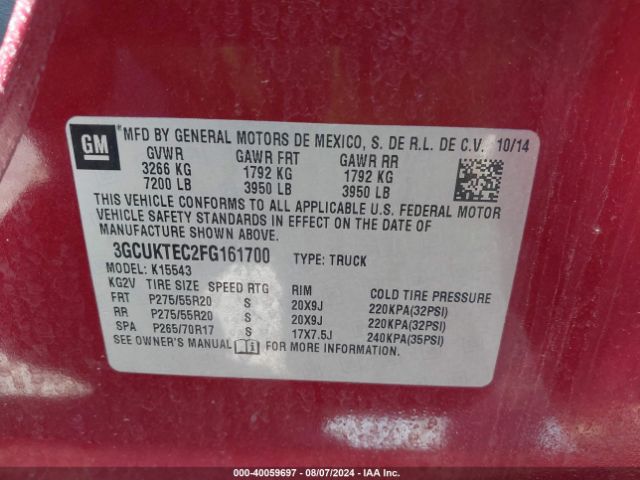 GM *MFD BY GENERAL MOTORS DE MEXICO, S. DE R.L. DE C.V. 10/14
GVWR GAWR FRT GAWR RR
3266 KG 1792 KG 1792 KG
7200 LB 3950 LB 3950 LB
THIS VEHICLE CONFORMS TO ALL APPLICABLE U.S. FEDERAL MOTOR
VEHICLE SAFETY STANDARDS IN EFFECT ON THE DATE OF
MANUFACTURE SHOWN ABOVE.
3GCUKTEC2FG161700 TYPE: TRUCK
MODEL: K15543
KG2V TIRE SIZE SPEED RTG RIM COLD TIRE PRESSURE
FRT P275/55R20 S 20X9J 220KPA(32PSI)
RR P275/55R20 S 20X9J 220KPA(32PSI)
SPA P265/70R17 S 17X7.5J 240KPA(35PSI)
SEE OWNER'S MANUAL FOR MORE INFORMATION.
000-40059697 - 08/07/2024 - IAA Inc.